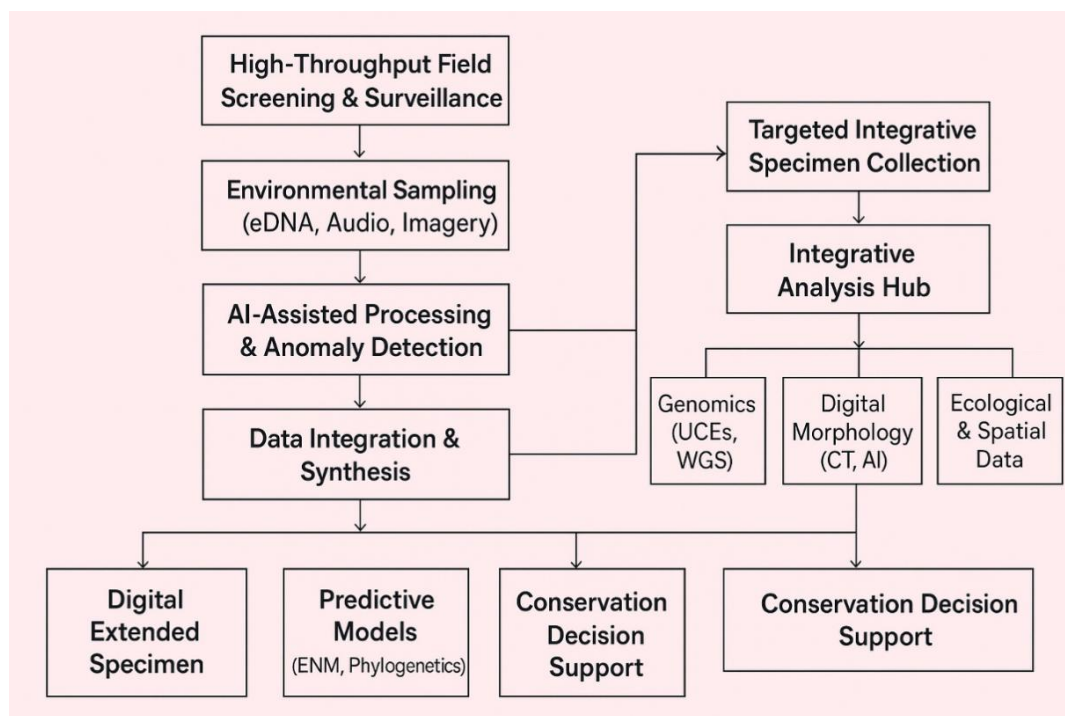 High-Throughput Field
Screening & Surveillance
Environmental Sampling
(eDNA, Audio, Imagery)
AI-Assisted Processing
& Anomaly Detection
Data Integration &
Synthesis
Targeted Integrative
Specimen Collection
Integrative
Analysis Hub
Genomics
(UCEs,
WGS)
Digital
Morphology
(CT, AI)
Ecological
& Spatial
Data
Digital
Extended
Specimen
Predictive
Models
(ENM, Phylogenetics)
Conservation
Decision
Support
Conservation Decision
Support